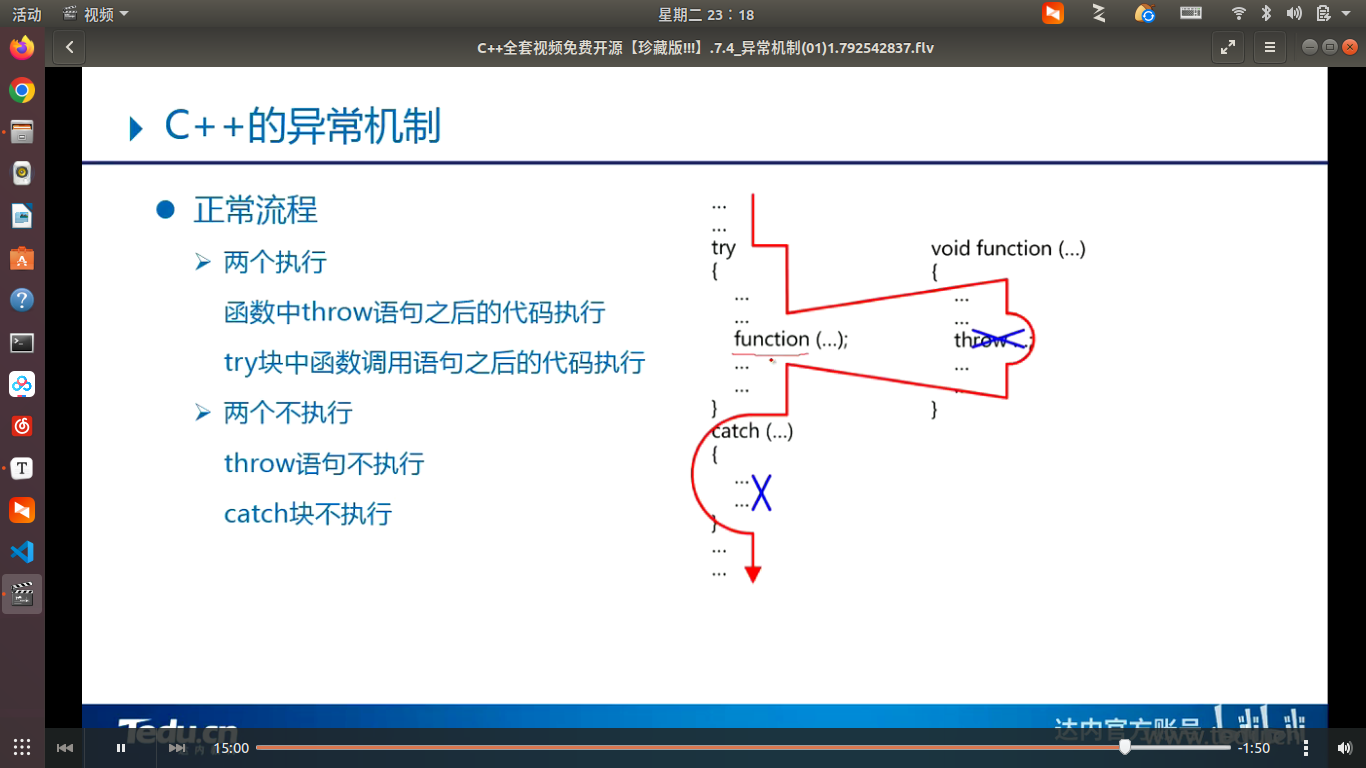 活动 视频 星期二 23：18
C++全套视频免费开源【珍藏版!!!】.7.4_异常机制(01)1.792542837.flv
C++的异常机制
正常流程
两个执行
函数中throw语句之后的代码执行
try块中函数调用语句之后的代码执行
两个不执行
throw语句不执行
catch块不执行
...
...
try
{
...
...
function (...);
...
...
}
catch (...)
{
...
...
}
...
...
void function (...)
{
...
...
throw ...;
...
...
}
Tedu.cn
达内官方账号
15:00 -1:50